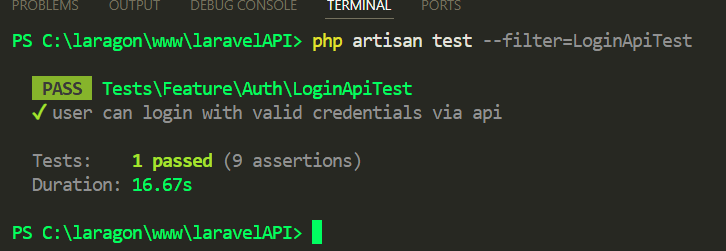 PROBLEMS OUTPUT DEBUG CONSOLE TERMINAL PORTS
PS C:\laragon\www\laravelAPI> php artisan test --filter=LoginApiTest
PASS Tests\Feature\Auth\LoginApiTest
✓ user can login with valid credentials via api
Tests: 1 passed (9 assertions)
Duration: 16.67s
PS C:\laragon\www\laravelAPI>